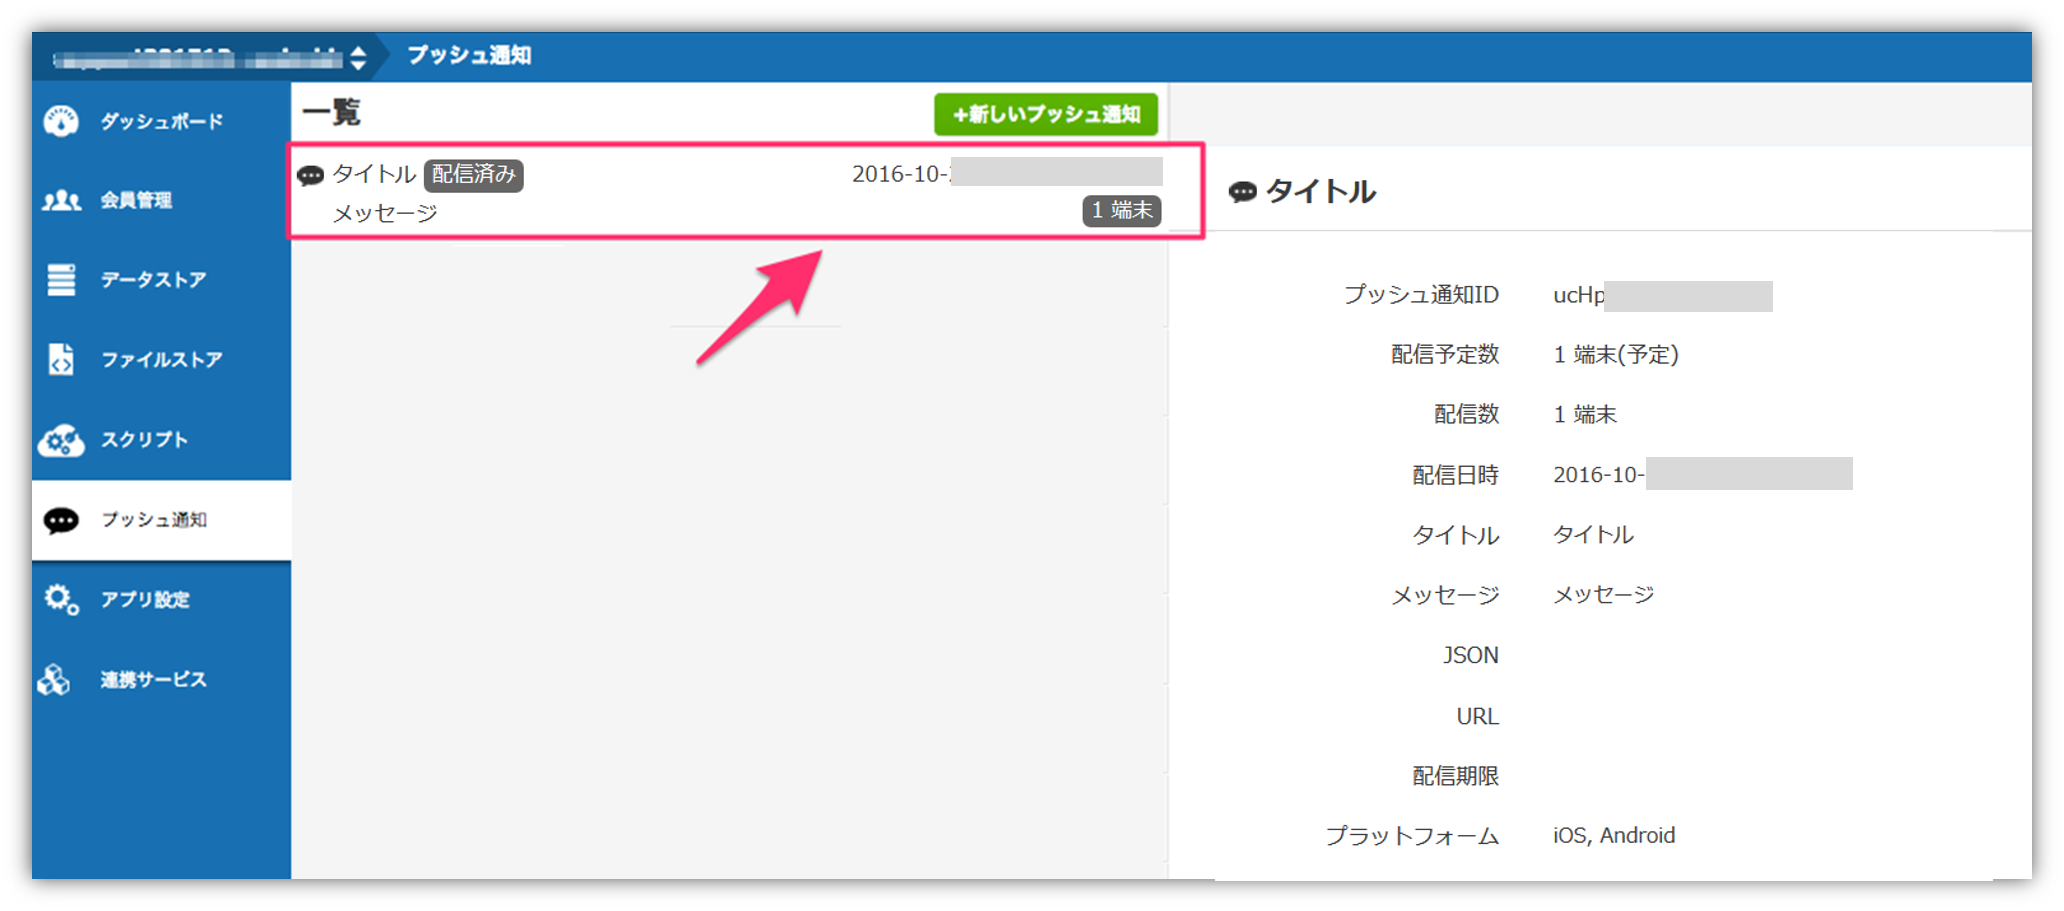 プッシュ通知
ダッシュボード
会員管理
データストア
ファイルストア
スクリプト
プッシュ通知
アプリ設定
連携サービス
一覧
+新しいプッシュ通知
タイトル 配信済み 2016-10-
メッセージ 1 端末
タイトル
プッシュ通知ID ucHp
配信予定数 1 端末(予定)
配信数 1 端末
配信日時 2016-10-
タイトル タイトル
メッセージ メッセージ
JSON
URL
配信期限
プラットフォーム iOS, Android